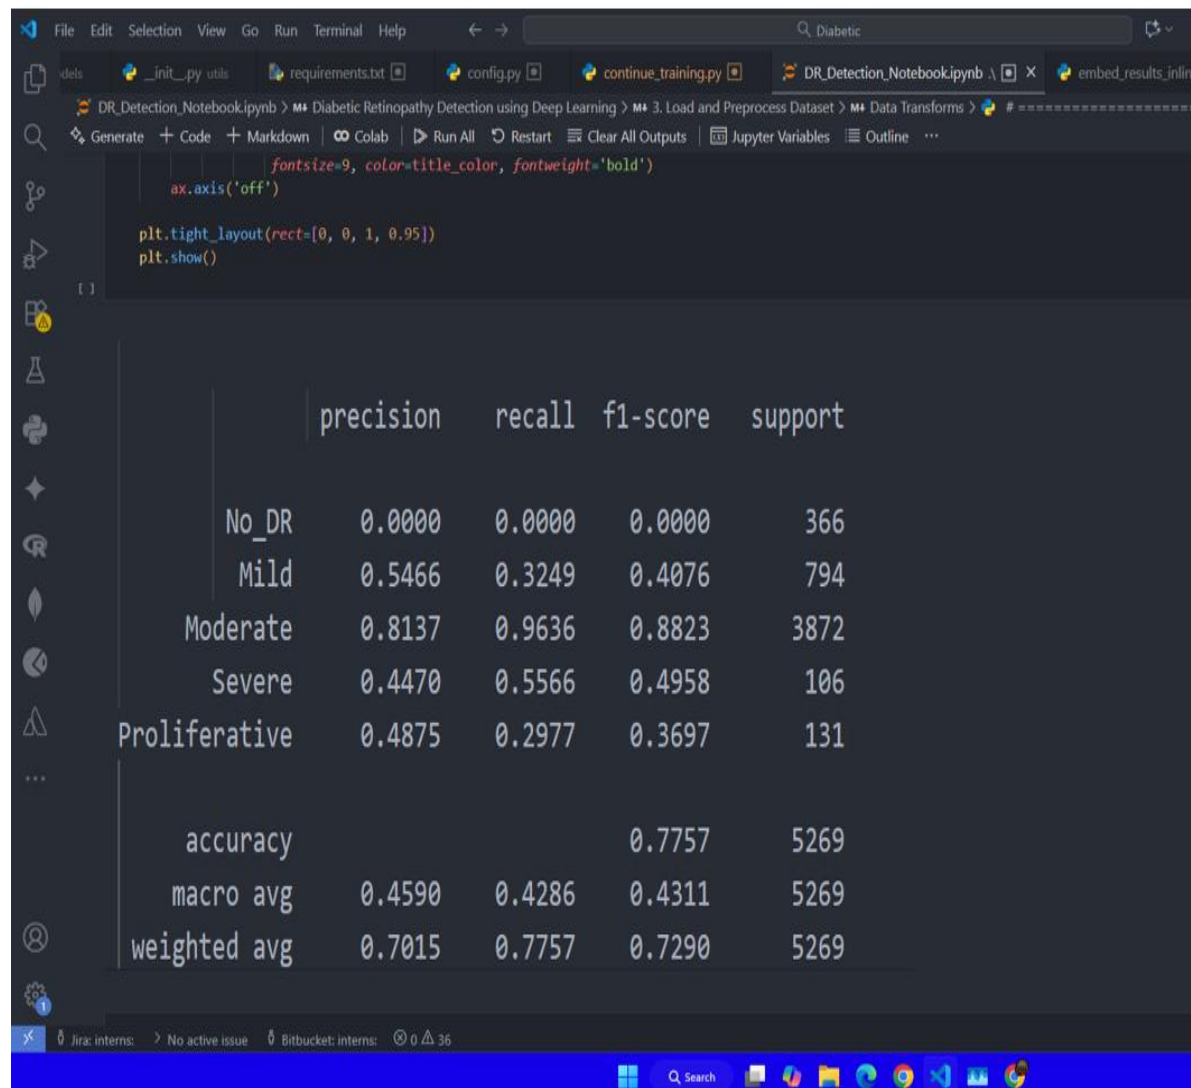 File Edit Selection View Go Run Terminal Help Diabetic
dels __init__.py utils requirements.txt config.py continue_training.py DR_Detection_Notebook.ipynb .\ embed_results_inlin
DR_Detection_Notebook.ipynb > M↓ Diabetic Retinopathy Detection using Deep Learning > M↓ 3. Load and Preprocess Dataset > M↓ Data Transforms > # ===================
Generate + Code + Markdown | Colab | Run All Restart Clear All Outputs | Jupyter Variables Outline ...
fontsize=9, color=title_color, fontweight='bold')
ax.axis('off')
plt.tight_layout(rect=[0, 0, 1, 0.95])
plt.show()
[ ]
precision recall f1-score support
No_DR 0.0000 0.0000 0.0000 366
Mild 0.5466 0.3249 0.4076 794
Moderate 0.8137 0.9636 0.8823 3872
Severe 0.4470 0.5566 0.4958 106
Proliferative 0.4875 0.2977 0.3697 131
accuracy 0.7757 5269
macro avg 0.4590 0.4286 0.4311 5269
weighted avg 0.7015 0.7757 0.7290 5269
1
Jira: interns: > No active issue Bitbucket: interns: 0 36
Search